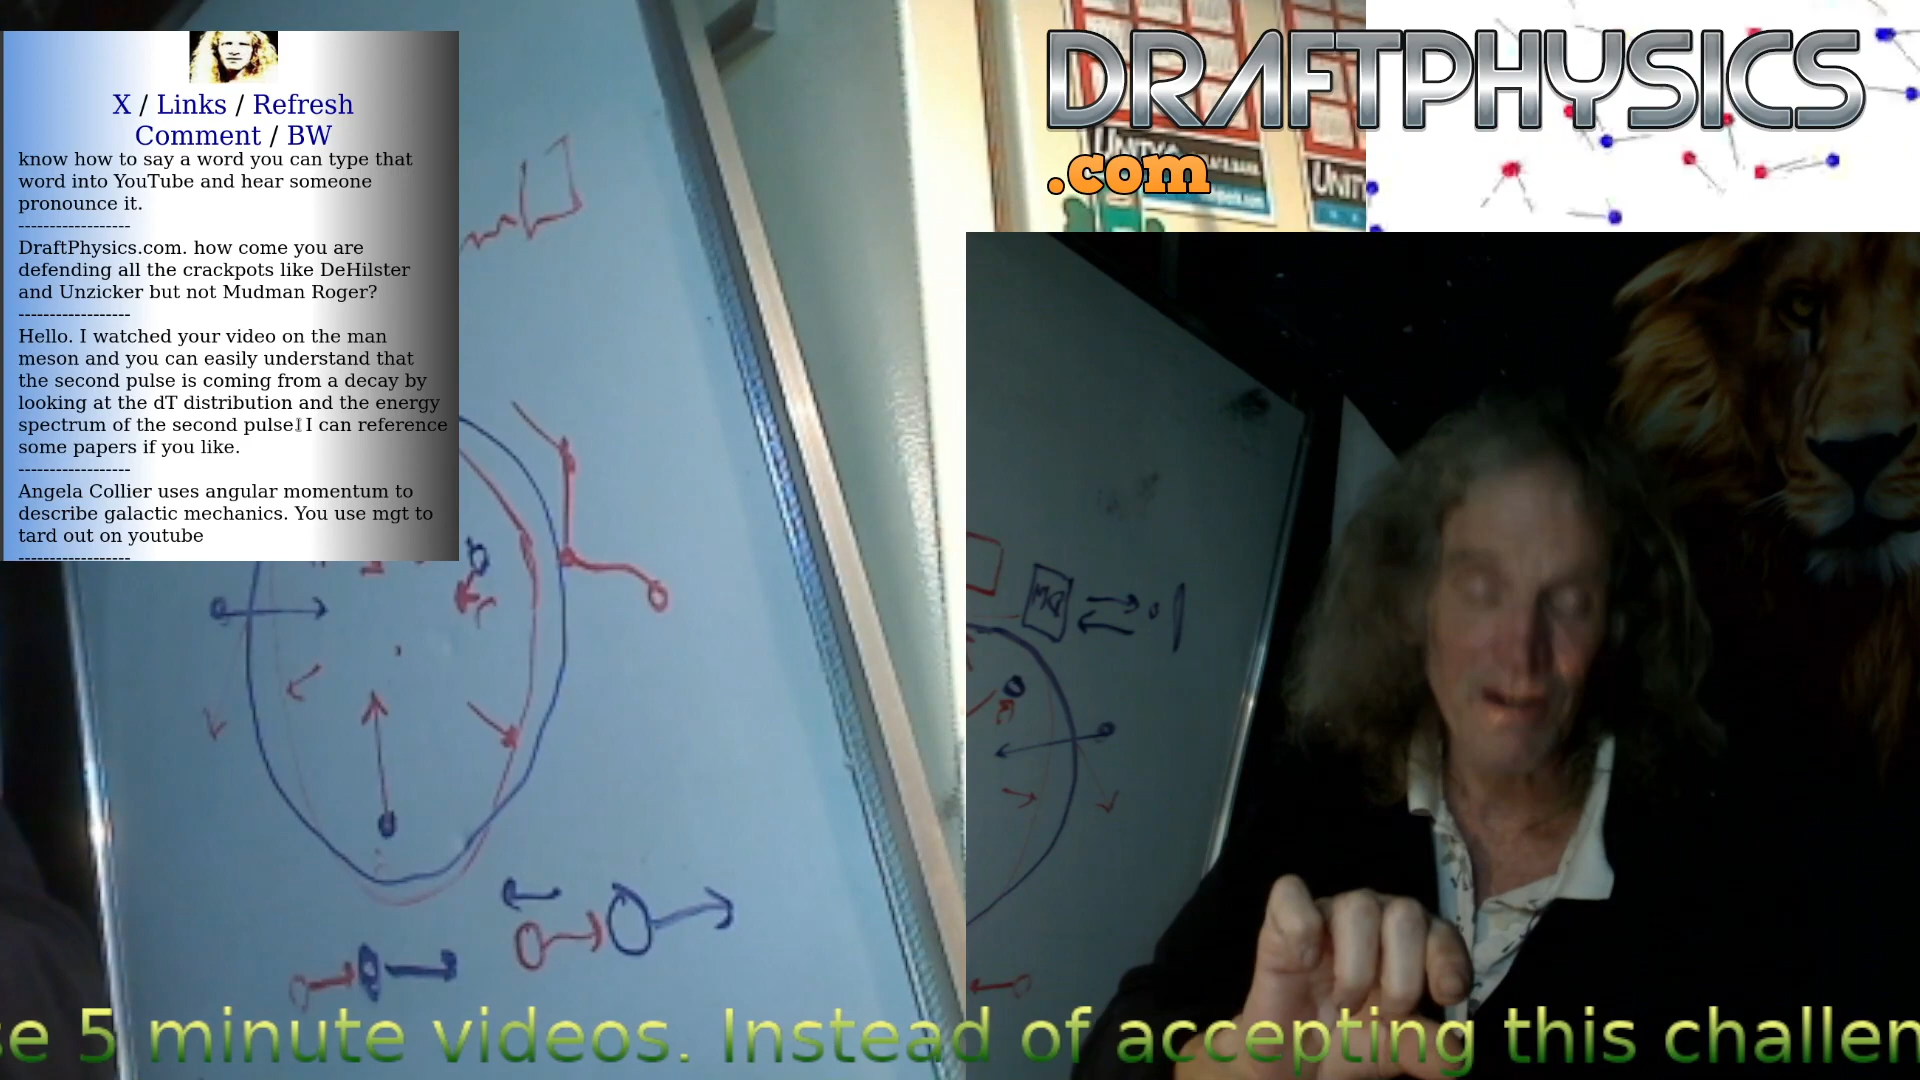 X / Links / Refresh
Comment / BW
know how to say a word you can type that
word into YouTube and hear someone
pronounce it.
------------------
DraftPhysics.com. how come you are
defending all the crackpots like DeHilster
and Unzicker but not Mudman Roger?
------------------
Hello. I watched your video on the man
meson and you can easily understand that
the second pulse is coming from a decay by
looking at the dT distribution and the energy
spectrum of the second pulse. I can reference
some papers if you like.
------------------
Angela Collier uses angular momentum to
describe galactic mechanics. You use mgt to
tard out on youtube
------------------
DRAFTPHYSICS
.com
UNIT
se 5 minute videos. Instead of accepting this challen